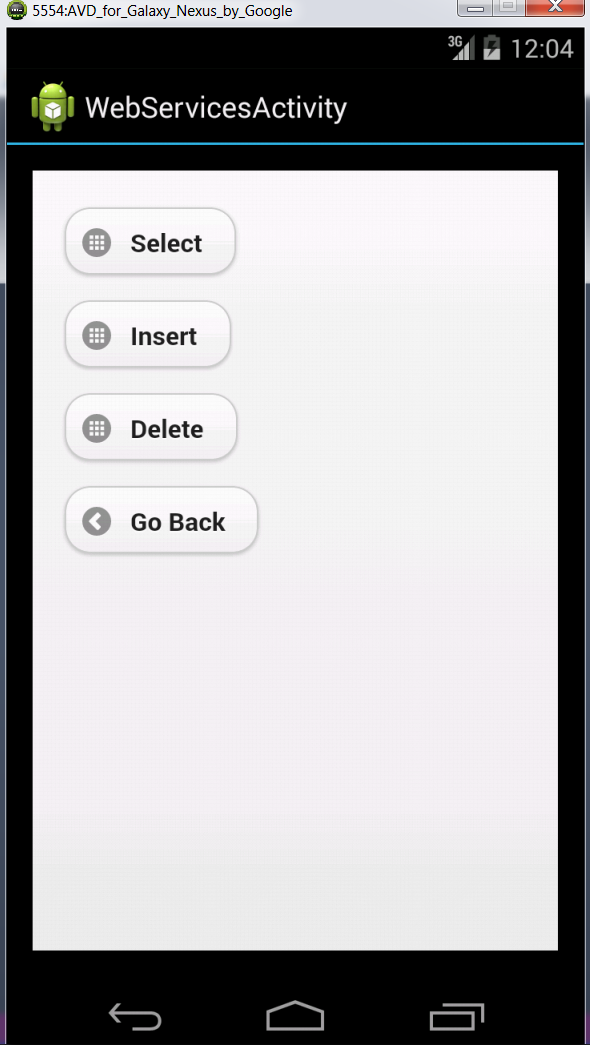 5554:AVD_for_Galaxy_Nexus_by_Google
3G 12:04
WebServicesActivity
Select
Insert
Delete
Go Back